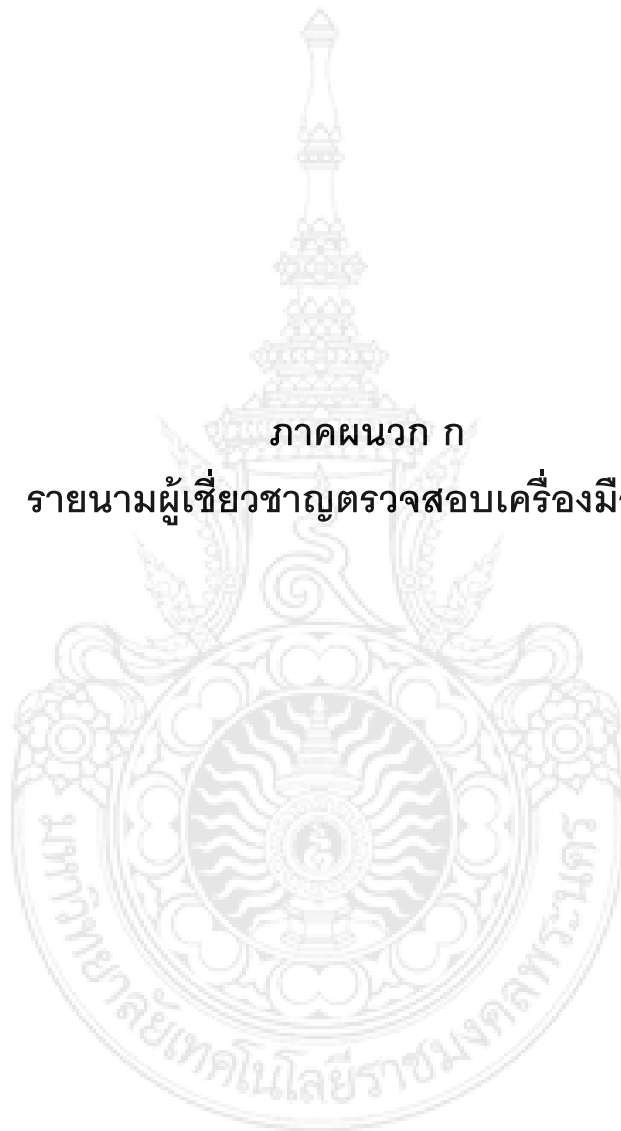 ภาคผนวก ก
รายนามผู้เชี่ยวชาญตรวจสอบเครื่องมือ
มหาวิทยาลัยเทคโนโลยีราชมงคลพระนคร